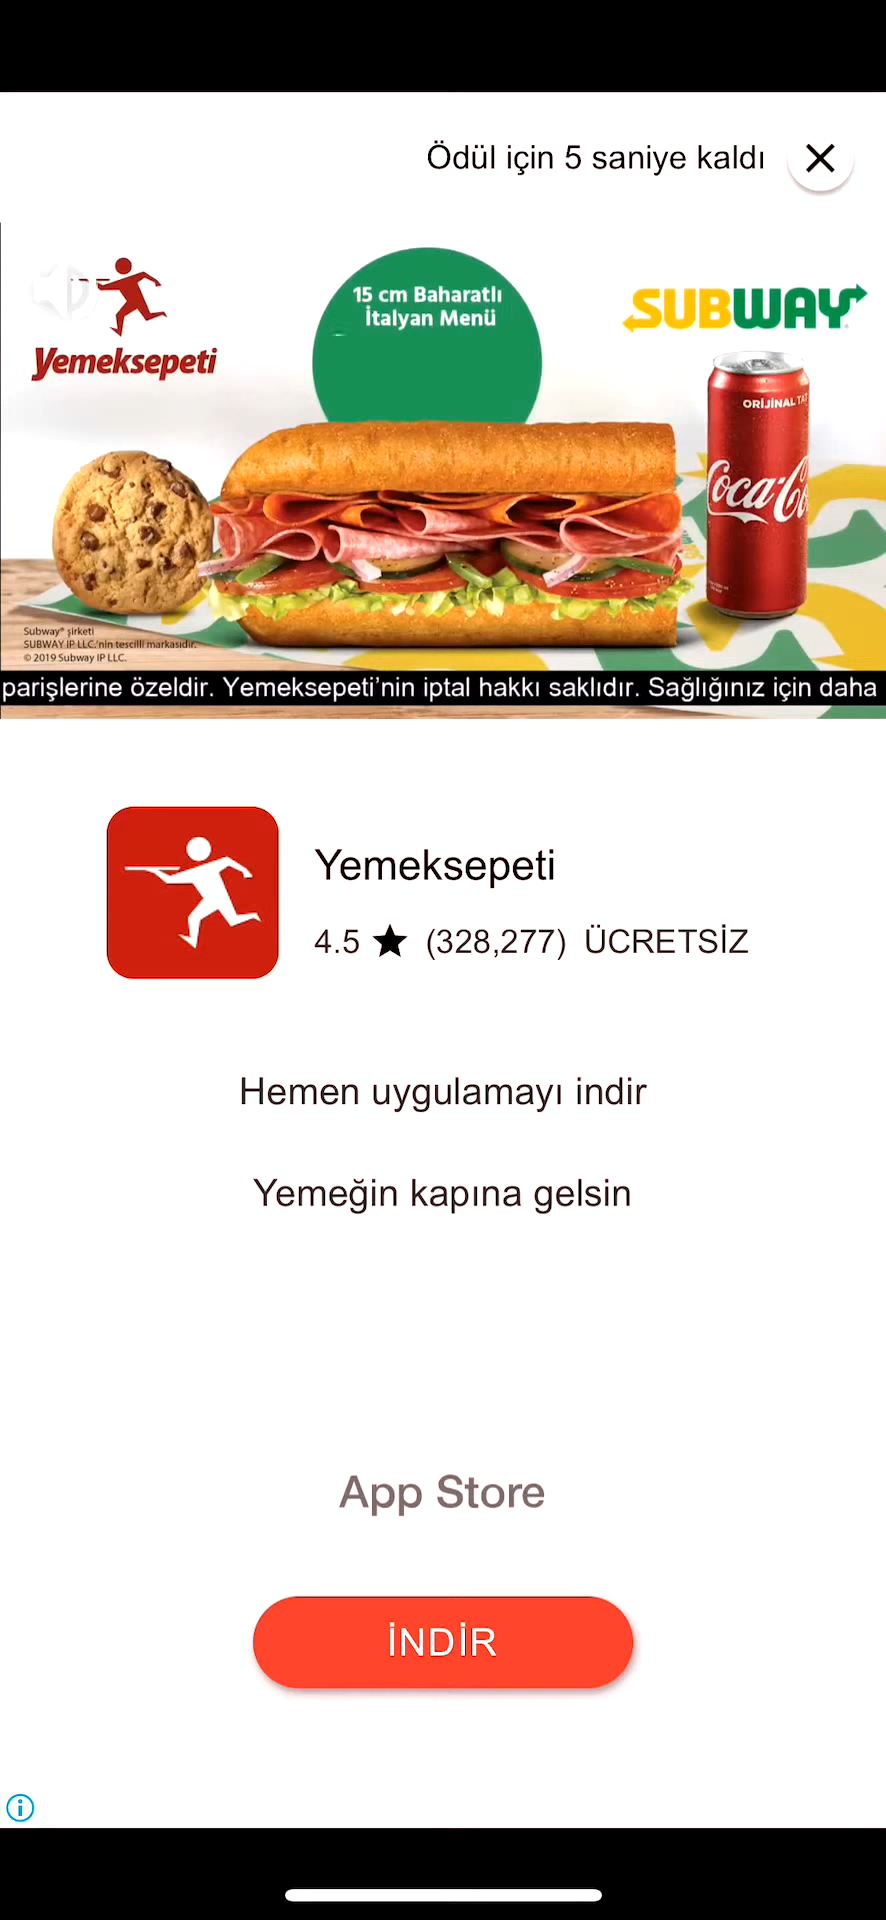 Ödül için 5 saniye kaldı
Yemeksepeti
15 cm Baharatlı
İtalyan Menü
SUBWAY
ORİJİNAL TAT
Coca-Co
Subway® şirketi
SUBWAY IP LLC.'nin tescilli markasıdır.
© 2019 Subway IP LLC.
parişlerine özeldir. Yemeksepeti’nin iptal hakkı saklıdır. Sağlığınız için daha
Yemeksepeti
4.5 ★ (328,277) ÜCRETSİZ
Hemen uygulamayı indir
Yemeğin kapına gelsin
App Store
İNDİR